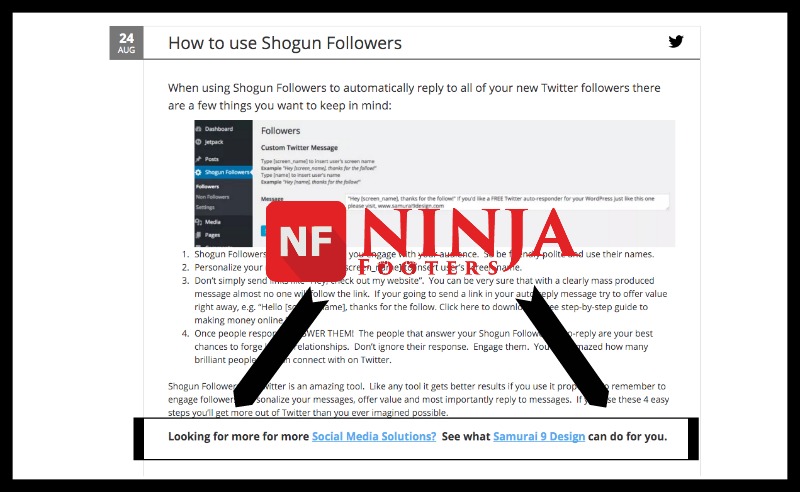 24
AUG
How to use Shogun Followers
When using Shogun Followers to automatically reply to all of your new Twitter followers there
are a few things you want to keep in mind:
Dashboard
Jetpack
Posts
Shogun Followers
Followers
Non Followers
Settings
Media
Pages
Followers
Custom Twitter Message
Type [screen_name] to insert user's screen name
Example "Hey [screen_name], thanks for the follow!"
Type [name] to insert user's name
Example "Hey [name], thanks for the follow!"
Message
"Hey [screen_name], thanks for the follow!" If you'd like a FREE Twitter auto-responder for your WordPress just like this one
please visit, www.samurai9design.com
NF
NINJA
FOOTERS
1. Shogun Followers you engage with your audience. So be friendly, polite and use their names.
2. Personalize your screen_name] to insert user's screen name.
3. Don't simply send links like "Hey, check out my website". You can be very sure that with a clearly mass produced
message almost no one will follow the link. If your going to send a link in your auto-reply message try to offer value
right away, e.g. "Hello [screen_name], thanks for the follow. Click here to download free step-by-step guide to
making money online
4. Once people respond ANSWER THEM! The people that answer your Shogun Followers auto-reply are your best
chances to forge relationships. Don't ignore their response. Engage them. You amazed how many
brilliant people connect with on Twitter.
Shogun Followers Twitter is an amazing tool. Like any tool it gets better results if you use it to remember to
engage followers, personalize your messages, offer value and most importantly reply to messages. If you use these 4 easy
steps you'll get more out of Twitter than you ever imagined possible.
Looking for more for more Social Media Solutions? See what Samurai 9 Design can do for you.